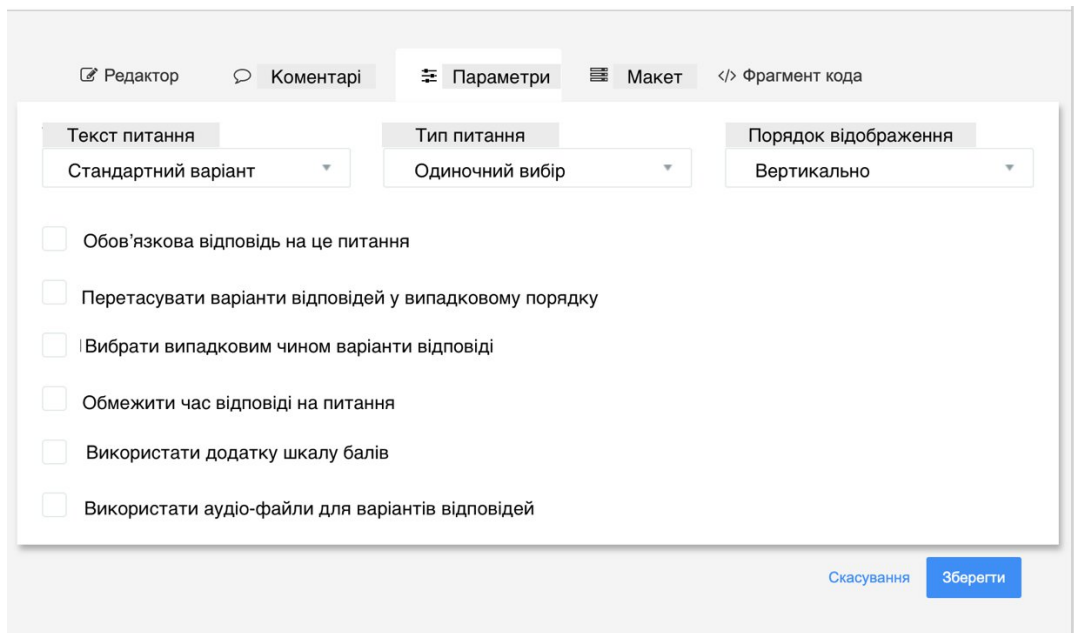 Редактор
Коментарі
Параметри
Макет
</> Фрагмент кода
Текст питання
Тип питання
Порядок відображення
Стандартний варіант
Одиночний вибір
Вертикально
Обов’язкова відповідь на це питання
Перетасувати варіанти відповідей у випадковому порядку
Вибрати випадковим чином варіанти відповіді
Обмежити час відповіді на питання
Використати додатку шкалу балів
Використати аудіо-файли для варіантів відповідей
Скасування
Зберегти